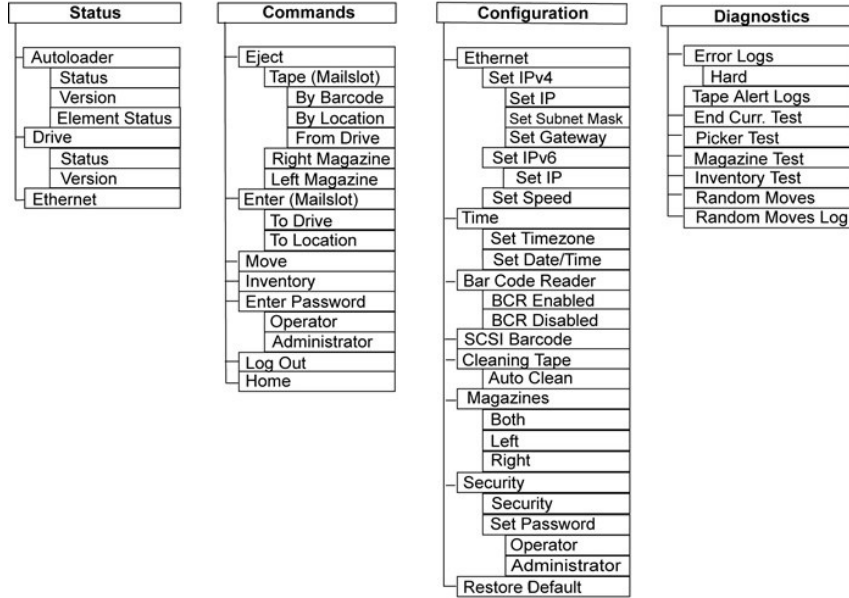 Status
Autoloader
Status
Version
Element Status
Drive
Status
Version
Ethernet
Commands
Eject
Tape (Mailslot)
By Barcode
By Location
From Drive
Right Magazine
Left Magazine
Enter (Mailslot)
To Drive
To Location
Move
Inventory
Enter Password
Operator
Administrator
Log Out
Home
Configuration
Ethernet
Set IPv4
Set IP
Set Subnet Mask
Set Gateway
Set IPv6
Set IP
Set Speed
Time
Set Timezone
Set Date/Time
Bar Code Reader
BCR Enabled
BCR Disabled
SCSI Barcode
Cleaning Tape
Auto Clean
Magazines
Both
Left
Right
Security
Security
Set Password
Operator
Administrator
Restore Default
Diagnostics
Error Logs
Hard
Tape Alert Logs
End Curr. Test
Picker Test
Magazine Test
Inventory Test
Random Moves
Random Moves Log